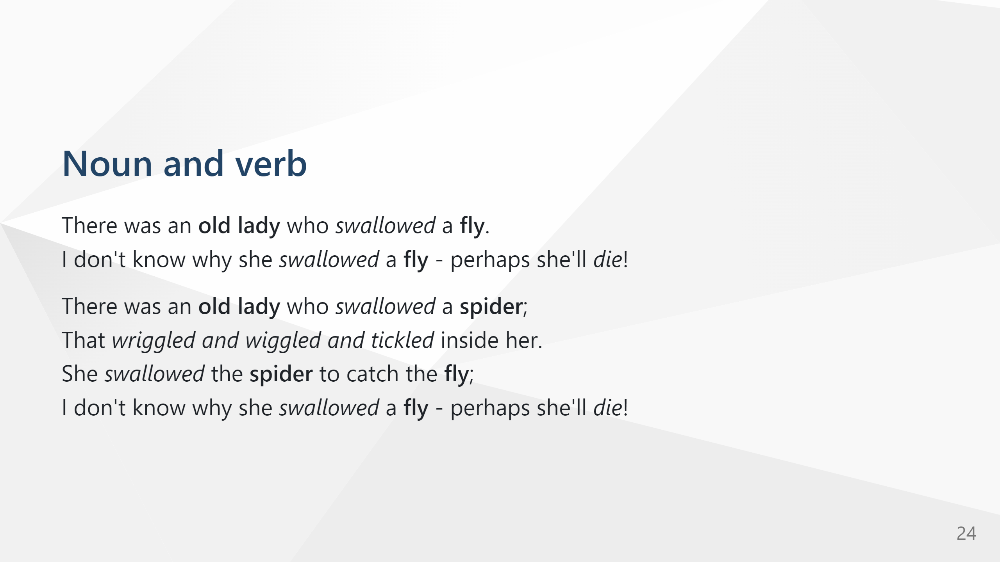 Noun and verb
There was an old lady who swallowed a fly.
I don't know why she swallowed a fly - perhaps she'll die!
There was an old lady who swallowed a spider;
That wriggled and wiggled and tickled inside her.
She swallowed the spider to catch the fly;
I don't know why she swallowed a fly - perhaps she'll die!
24